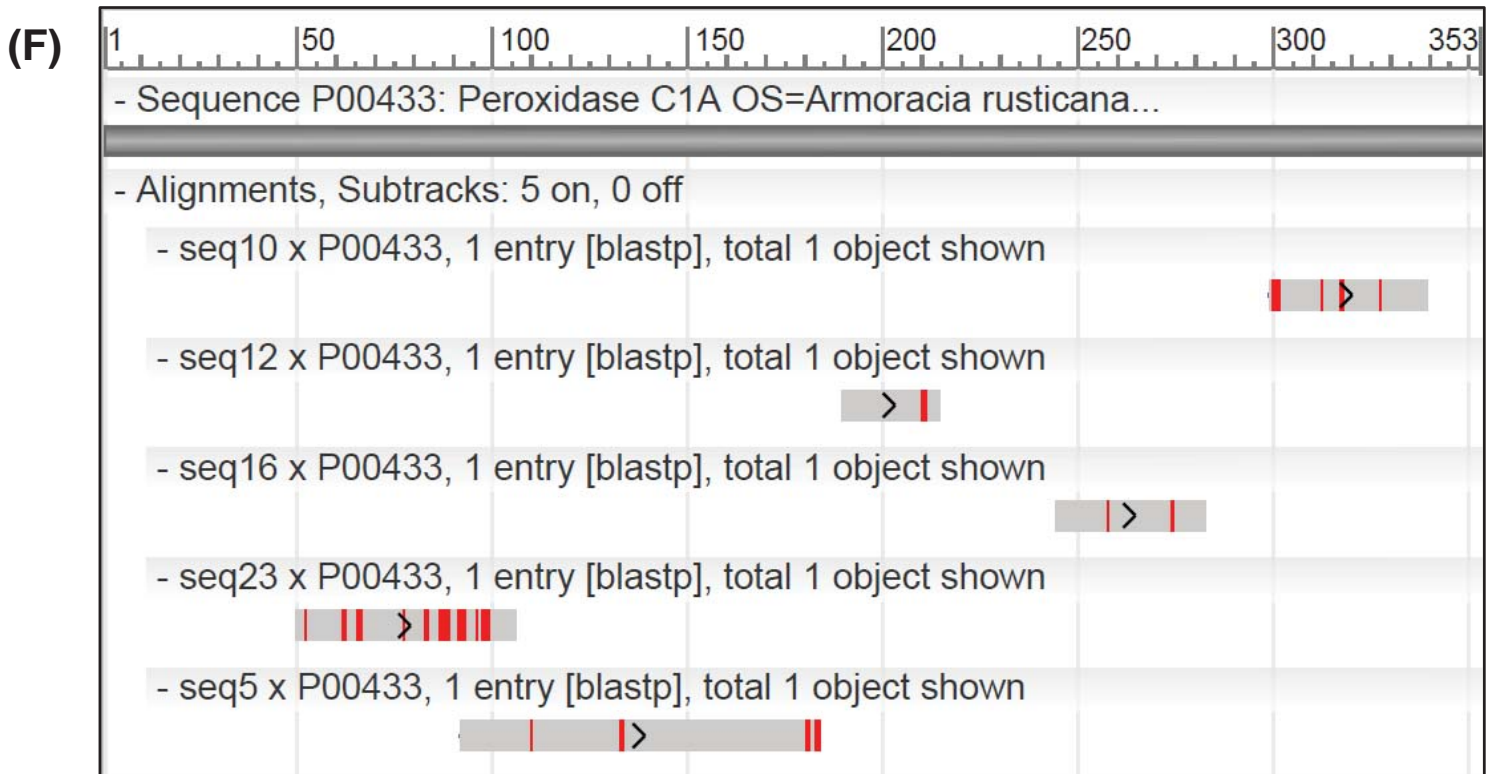 (F)
1 50 100 150 200 250 300 353
- Sequence P00433: Peroxidase C1A OS=Armoracia rusticana...
- Alignments, Subtracks: 5 on, 0 off
- seq10 x P00433, 1 entry [blastp], total 1 object shown
- seq12 x P00433, 1 entry [blastp], total 1 object shown
- seq16 x P00433, 1 entry [blastp], total 1 object shown
- seq23 x P00433, 1 entry [blastp], total 1 object shown
- seq5 x P00433, 1 entry [blastp], total 1 object shown